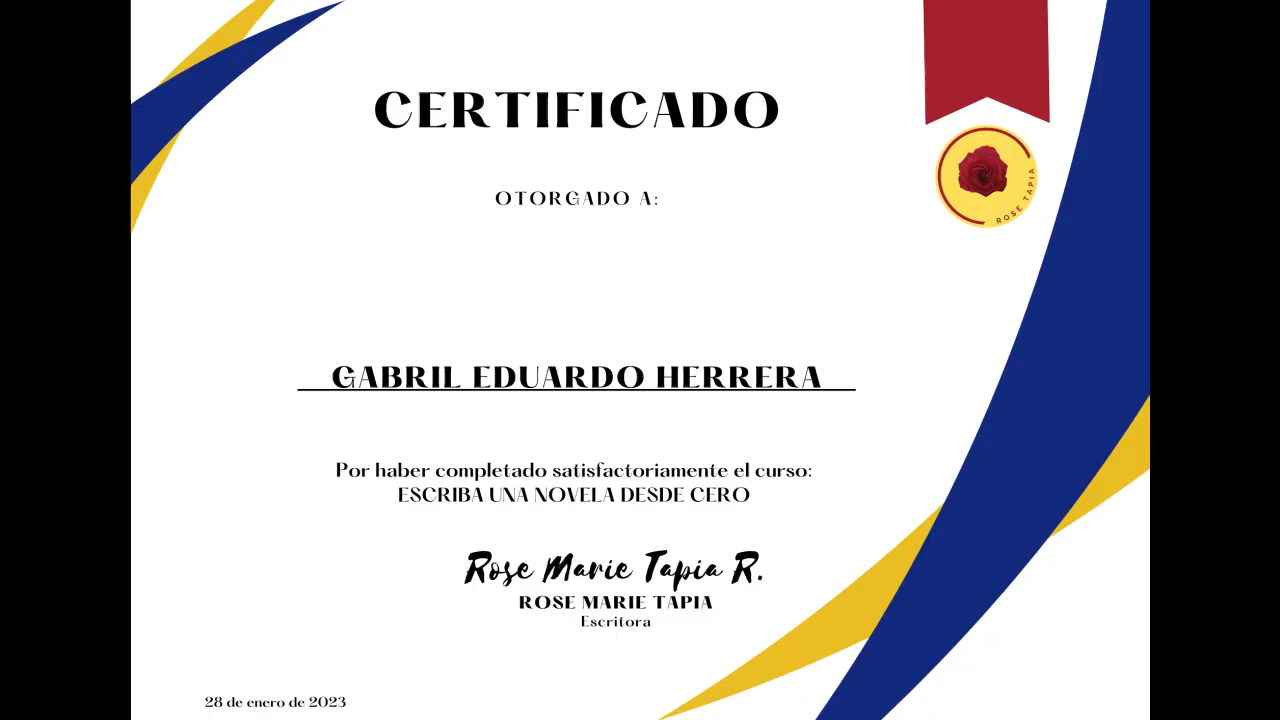 CERTIFICADO
ROSE TAPIA
OTORGADO A:
GABRIL EDUARDO HERRERA
Por haber completado satisfactoriamente el curso:
ESCRIBA UNA NOVELA DESDE CERO
Rose Marie Tapia R.
ROSE MARIE TAPIA
Escritora
28 de enero de 2023